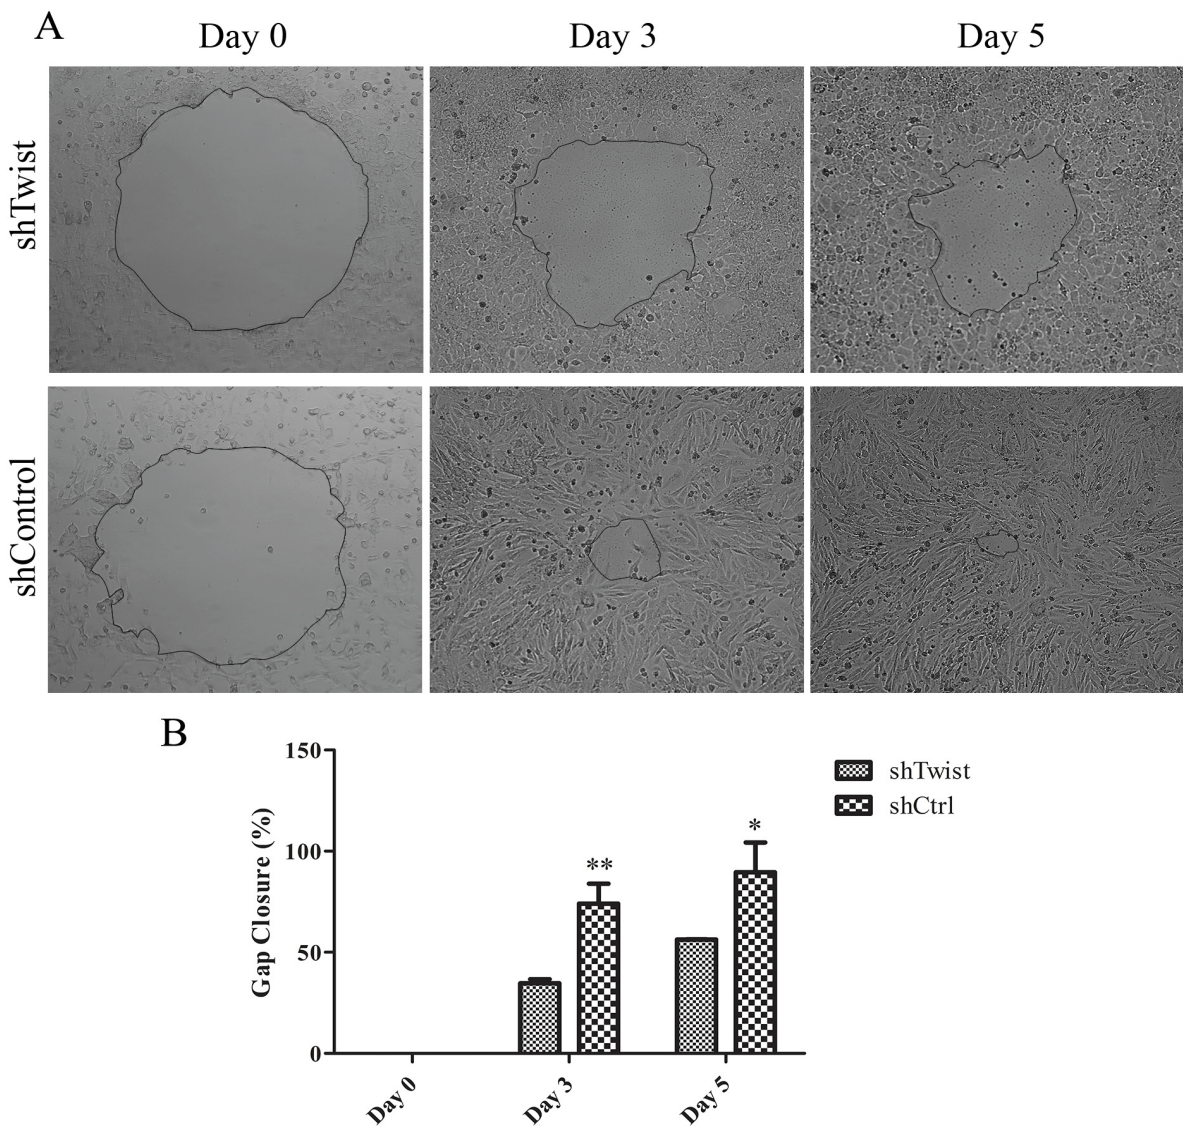 A
Day 0
Day 3
Day 5
shTwist
shControl
B
150
100
50
0
Gap Closure (%)
**
*
shTwist
shCtrl
Day 0
Day 3
Day 5